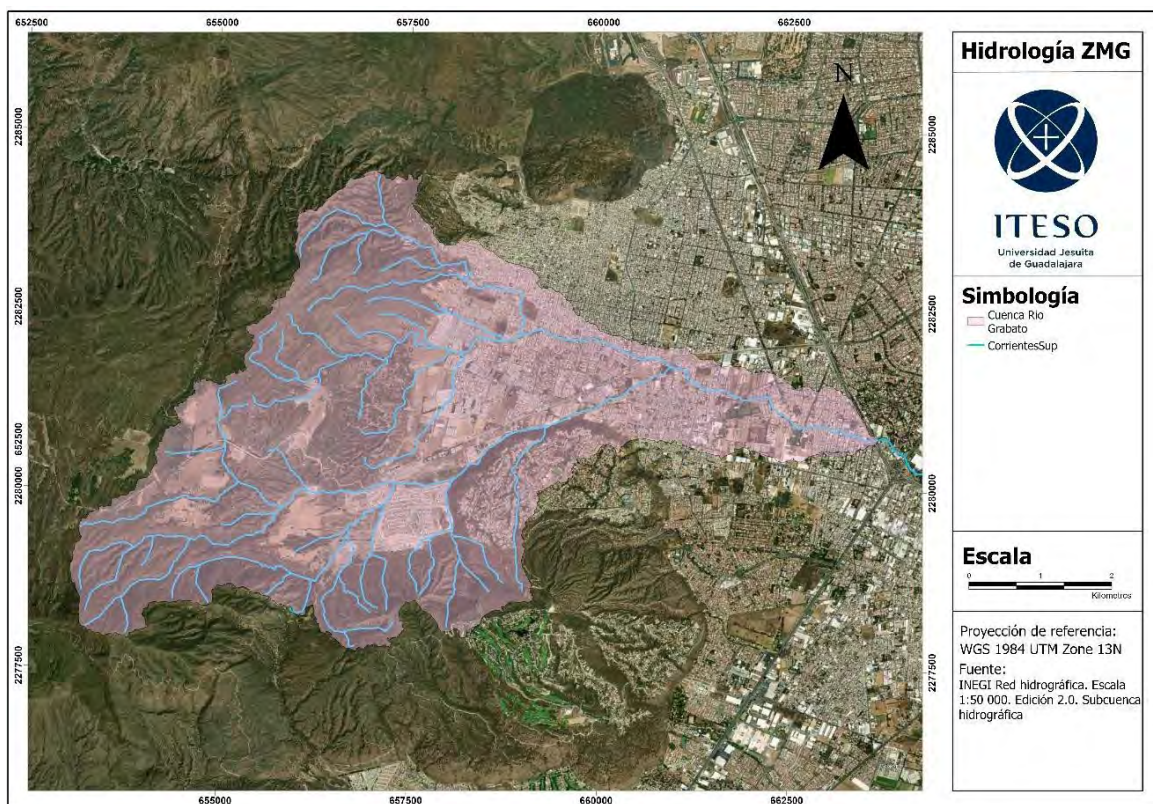 652500
655000
657500
660000
662500
2285000
2282500
652500
2280000
2277500
N
2285000
2282500
2280000
2277500
655000
657500
660000
662500
Hidrología ZMG
ITESO
Universidad Jesuita
de Guadalajara
Simbología
Cuenca Rio
Grabato
CorrientesSup
Escala
0 1 2
Kilometros
Proyección de referencia:
WGS 1984 UTM Zone 13N
Fuente:
INEGI Red hidrográfica. Escala
1:50 000. Edición 2.0. Subcuenca
hidrográfica